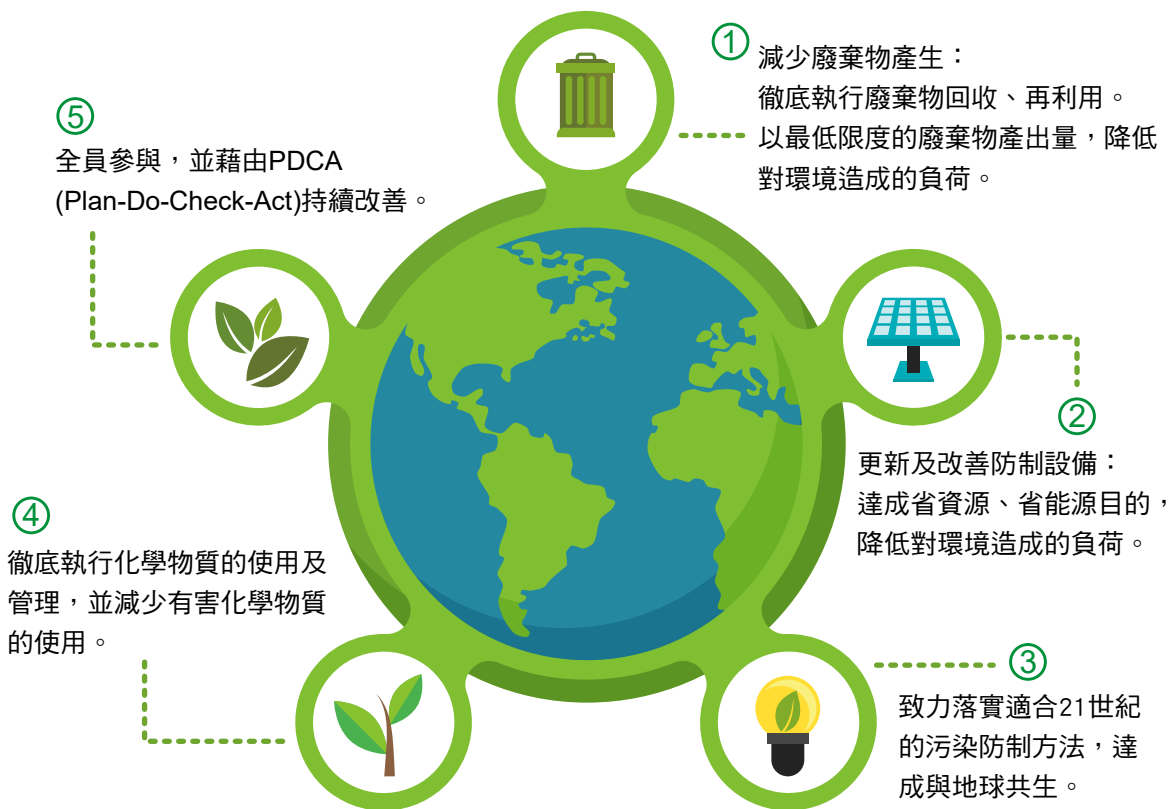 ①
減少廢棄物產生：
徹底執行廢棄物回收、再利用。
以最低限度的廢棄物產出量，降低
對環境造成的負荷。
②
更新及改善防制設備：
達成省資源、省能源目的，
降低對環境造成的負荷。
③
致力落實適合21世紀
的污染防制方法，達
成與地球共生。
④
徹底執行化學物質的使用及
管理，並減少有害化學物質
的使用。
⑤
全員參與，並藉由PDCA
(Plan-Do-Check-Act)持續改善。